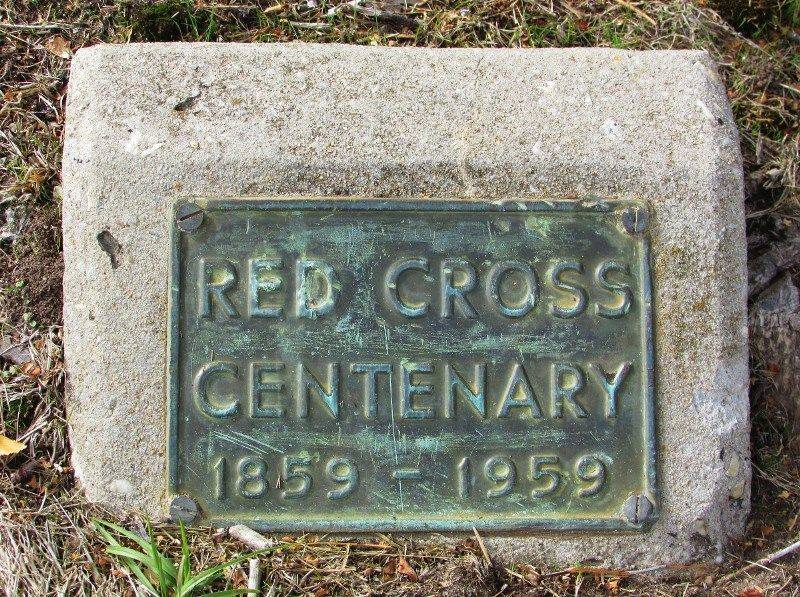 RED CROSS
CENTENARY
1859 - 1959